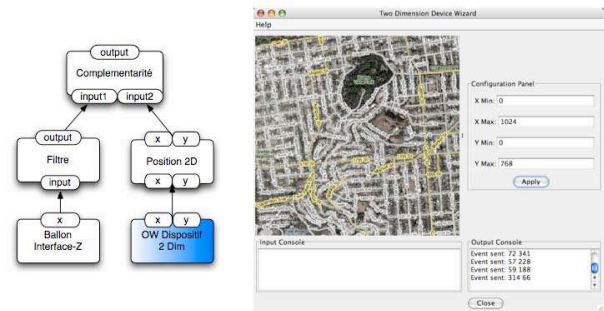 output
Complementarité
input1 input2
output
Filtre
input
x y
Position 2D
x y
x
Ballon
Interface-Z
x y
OW Dispositif
2 Dim
Two Dimension Device Wizard
Help
Configuration Panel
X Min: 0
X Max: 1024
Y Min: 0
Y Max: 768
Apply
Input Console
Output Console
Event sent: 72 341
Event sent: 57 228
Event sent: 59 188
Event sent: 314 66
Close